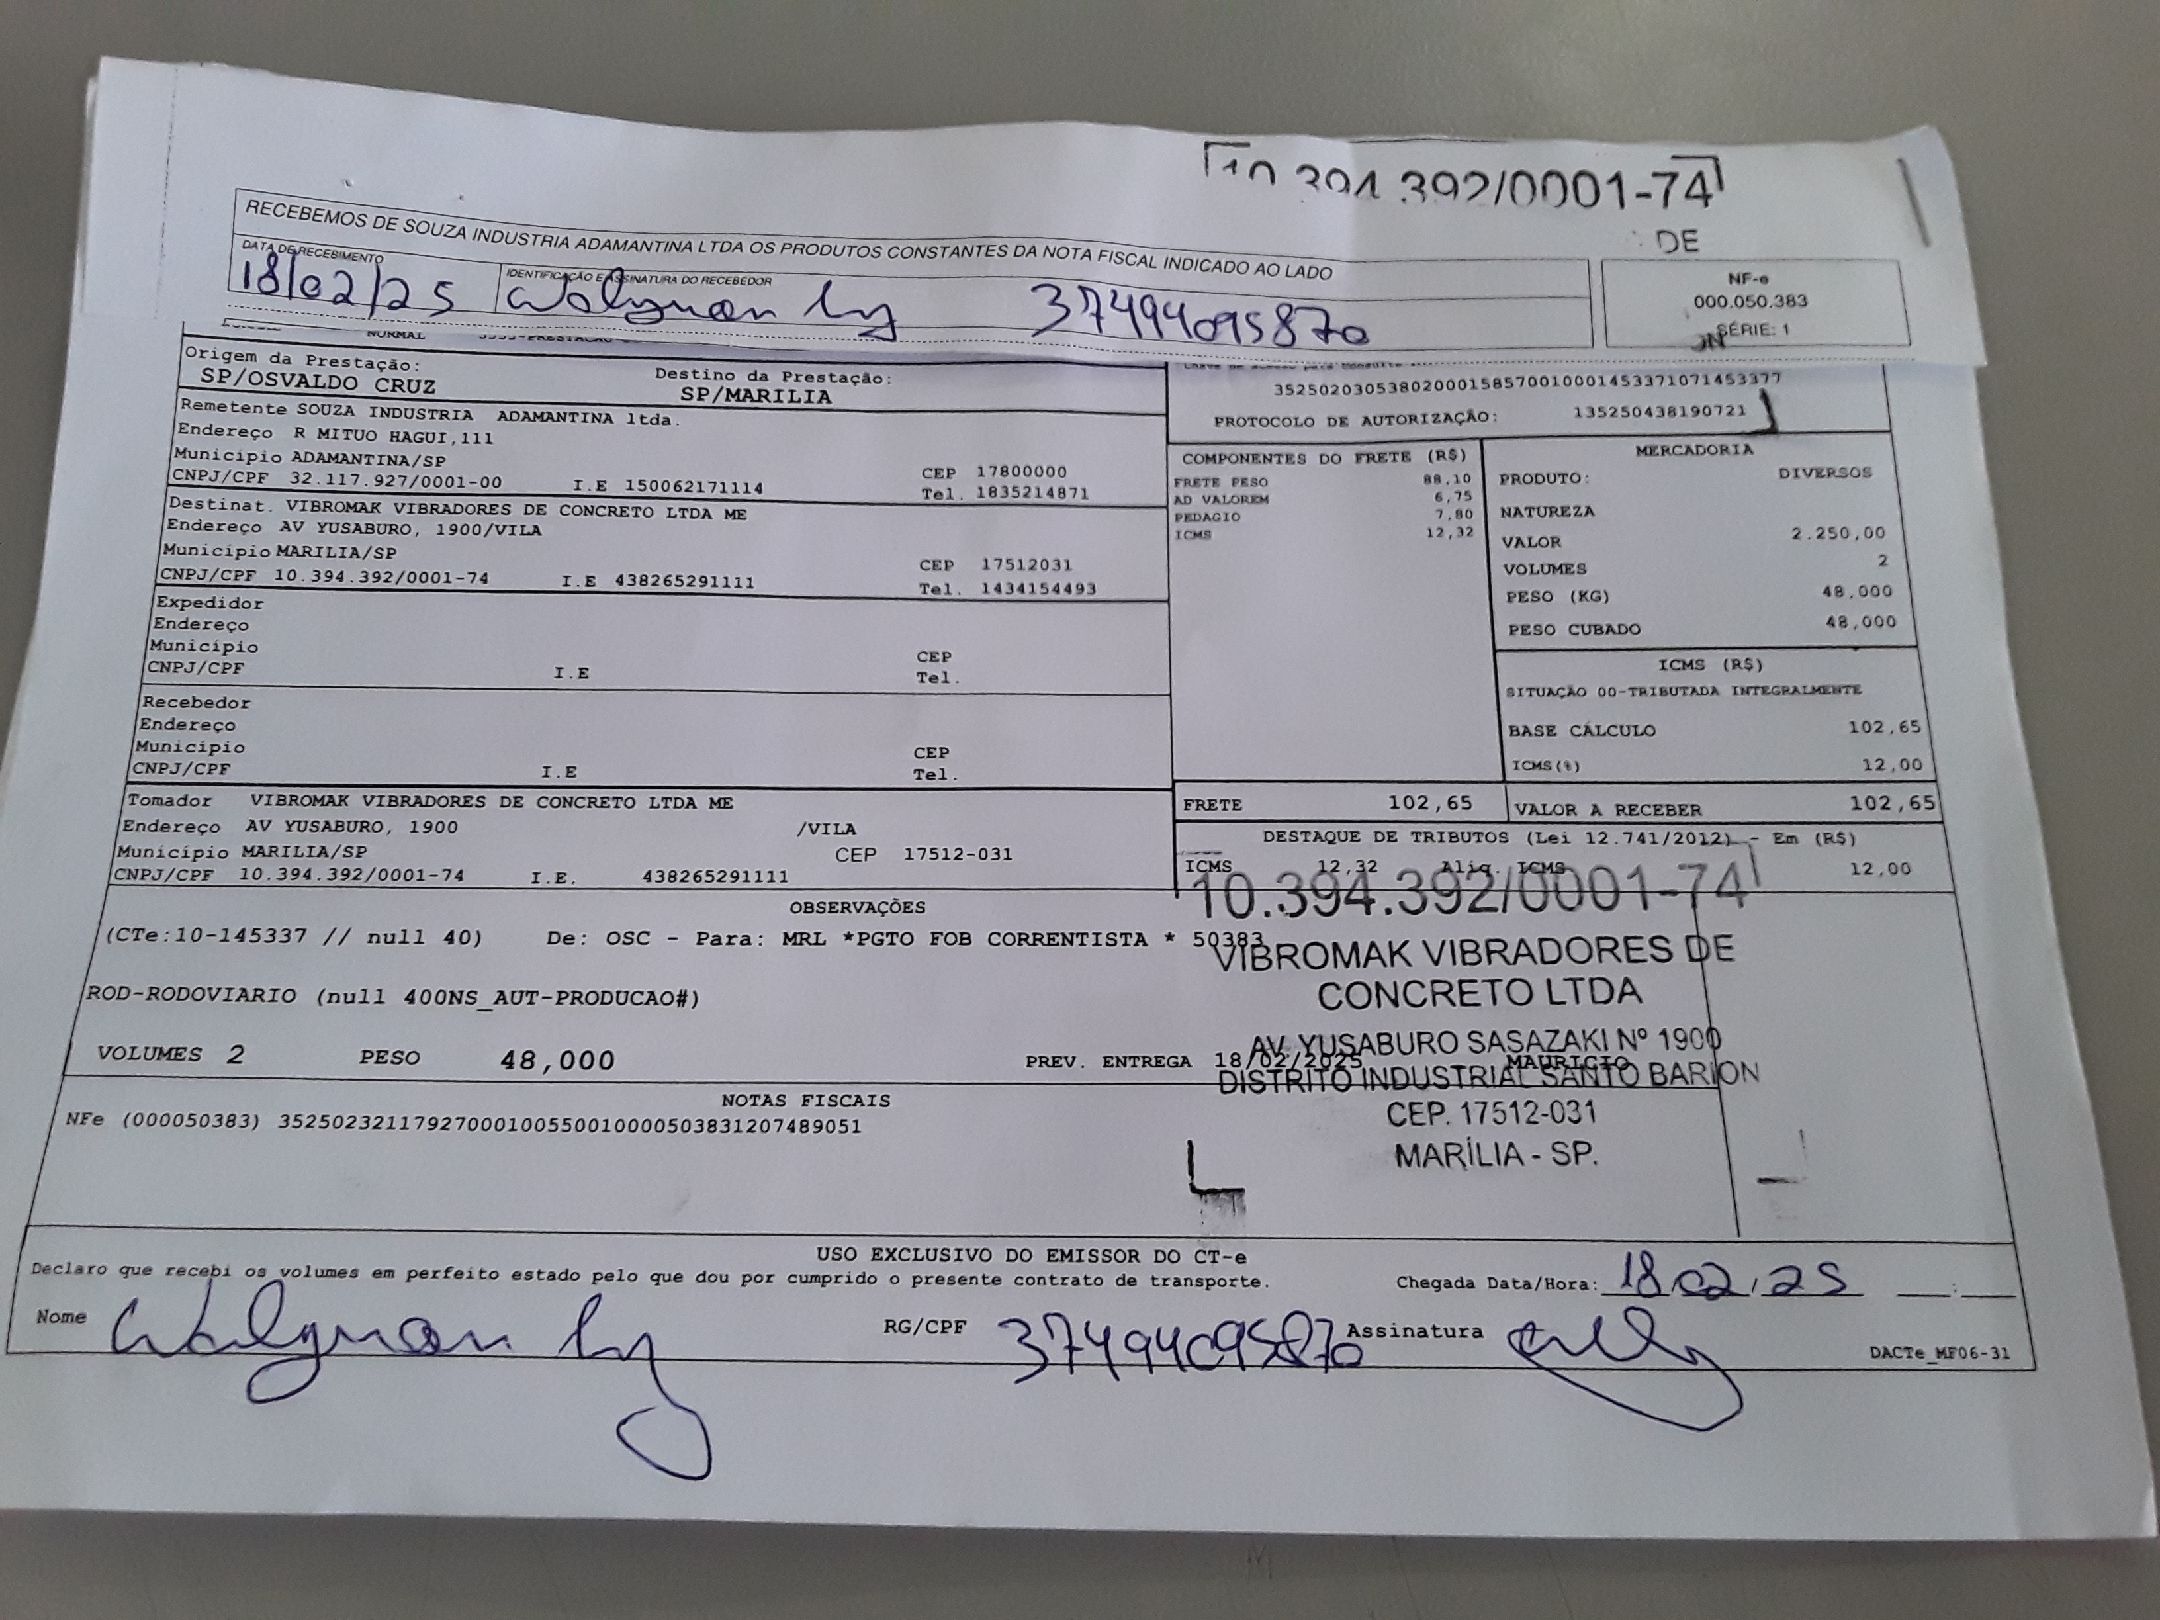 10.394.392/0001-74
DE
RECEBEMOS DE SOUZA INDUSTRIA ADAMANTINA LTDA OS PRODUTOS CONSTANTES DA NOTA FISCAL INDICADO AO LADO
DATA DE RECEBIMENTO
18/02/25
IDENTIFICAÇÃO E ASSINATURA DO RECEBEDOR
37494095870
NF-e
000.050.383
SÉRIE: 1
NORMAL
Origem da Prestação:
SP/OSVALDO CRUZ
Destino da Prestação:
SP/MARILIA
Remetente SOUZA INDUSTRIA ADAMANTINA ltda.
Endereço R MITUO HAGUI,111
Município ADAMANTINA/SP
CEP 17800000
CNPJ/CPF 32.117.927/0001-00 I.E 150062171114 Tel. 1835214871
Destinat. VIBROMAK VIBRADORES DE CONCRETO LTDA ME
Endereço AV YUSABURO, 1900/VILA
Município MARILIA/SP
CEP 17512031
CNPJ/CPF 10.394.392/0001-74 I.E 438265291111 Tel. 1434154493
Expedidor
Endereço
Município
CEP
CNPJ/CPF I.E Tel.
Recebedor
Endereço
Município
CEP
CNPJ/CPF I.E Tel.
Tomador VIBROMAK VIBRADORES DE CONCRETO LTDA ME
Endereço AV YUSABURO, 1900 /VILA
Município MARILIA/SP CEP 17512-031
CNPJ/CPF 10.394.392/0001-74 I.E. 438265291111
35250203053802000158570010001453371071453377
PROTOCOLO DE AUTORIZAÇÃO: 135250438190721
COMPONENTES DO FRETE (R$)
FRETE PESO 88,10
AD VALOREM 6,75
PEDAGIO 7,80
ICMS 12,32
MERCADORIA
PRODUTO: DIVERSOS
NATUREZA
VALOR 2.250,00
VOLUMES 2
PESO (KG) 48,000
PESO CUBADO 48,000
ICMS (R$)
SITUAÇÃO 00-TRIBUTADA INTEGRALMENTE
BASE CÁLCULO 102,65
ICMS(%) 12,00
FRETE 102,65
VALOR A RECEBER 102,65
DESTAQUE DE TRIBUTOS (Lei 12.741/2012) - Em (R$)
ICMS 12,32 Aliq. ICMS 12,00
OBSERVAÇÕES
(CTe:10-145337 // null 40) De: OSC - Para: MRL *PGTO FOB CORRENTISTA * 50383
ROD-RODOVIARIO (null 400NS_AUT-PRODUCAO#)
VOLUMES 2 PESO 48,000 PREV. ENTREGA 18/02/2025 MAURICIO
10.394.392/0001-74
VIBROMAK VIBRADORES DE
CONCRETO LTDA
AV. YUSABURO SASAZAKI Nº 1900
DISTRITO INDUSTRIAL SANTO BARION
CEP. 17512-031
MARÍLIA - SP.
NOTAS FISCAIS
NFe (000050383) 35250232117927000100550010000503831207489051
USO EXCLUSIVO DO EMISSOR DO CT-e
Declaro que recebi os volumes em perfeito estado pelo que dou por cumprido o presente contrato de transporte.
Chegada Data/Hora: 18/02/25
Nome
RG/CPF 37494095870
Assinatura
DACTe_MF06-31